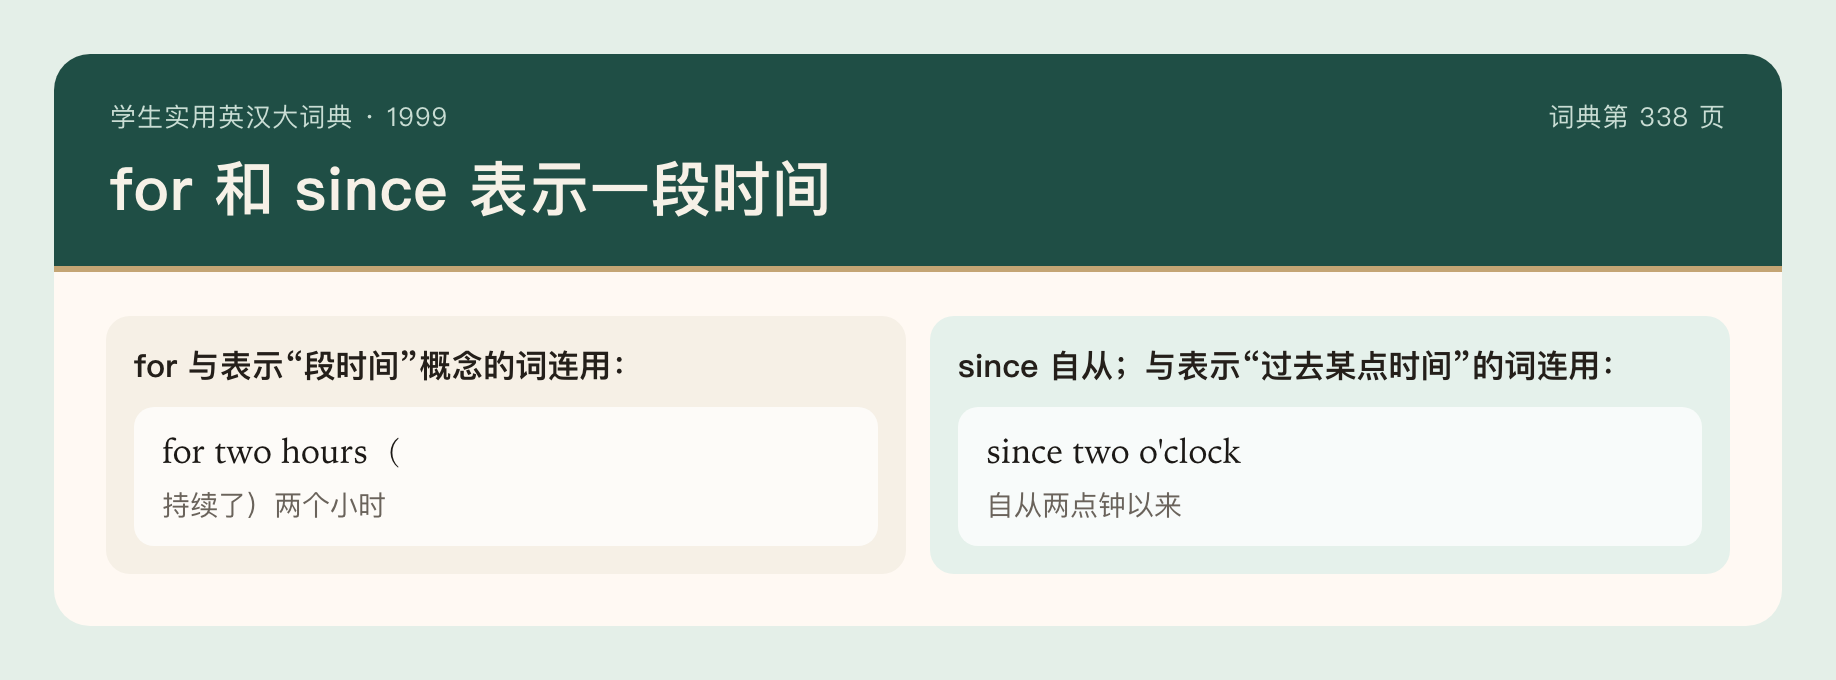 学生实用英汉大词典 · 1999
词典第 338 页
for 和 since 表示一段时间
for 与表示“段时间”概念的词连用：
for two hours（
持续了）两个小时
since 自从；与表示“过去某点时间”的词连用：
since two o'clock
自从两点钟以来